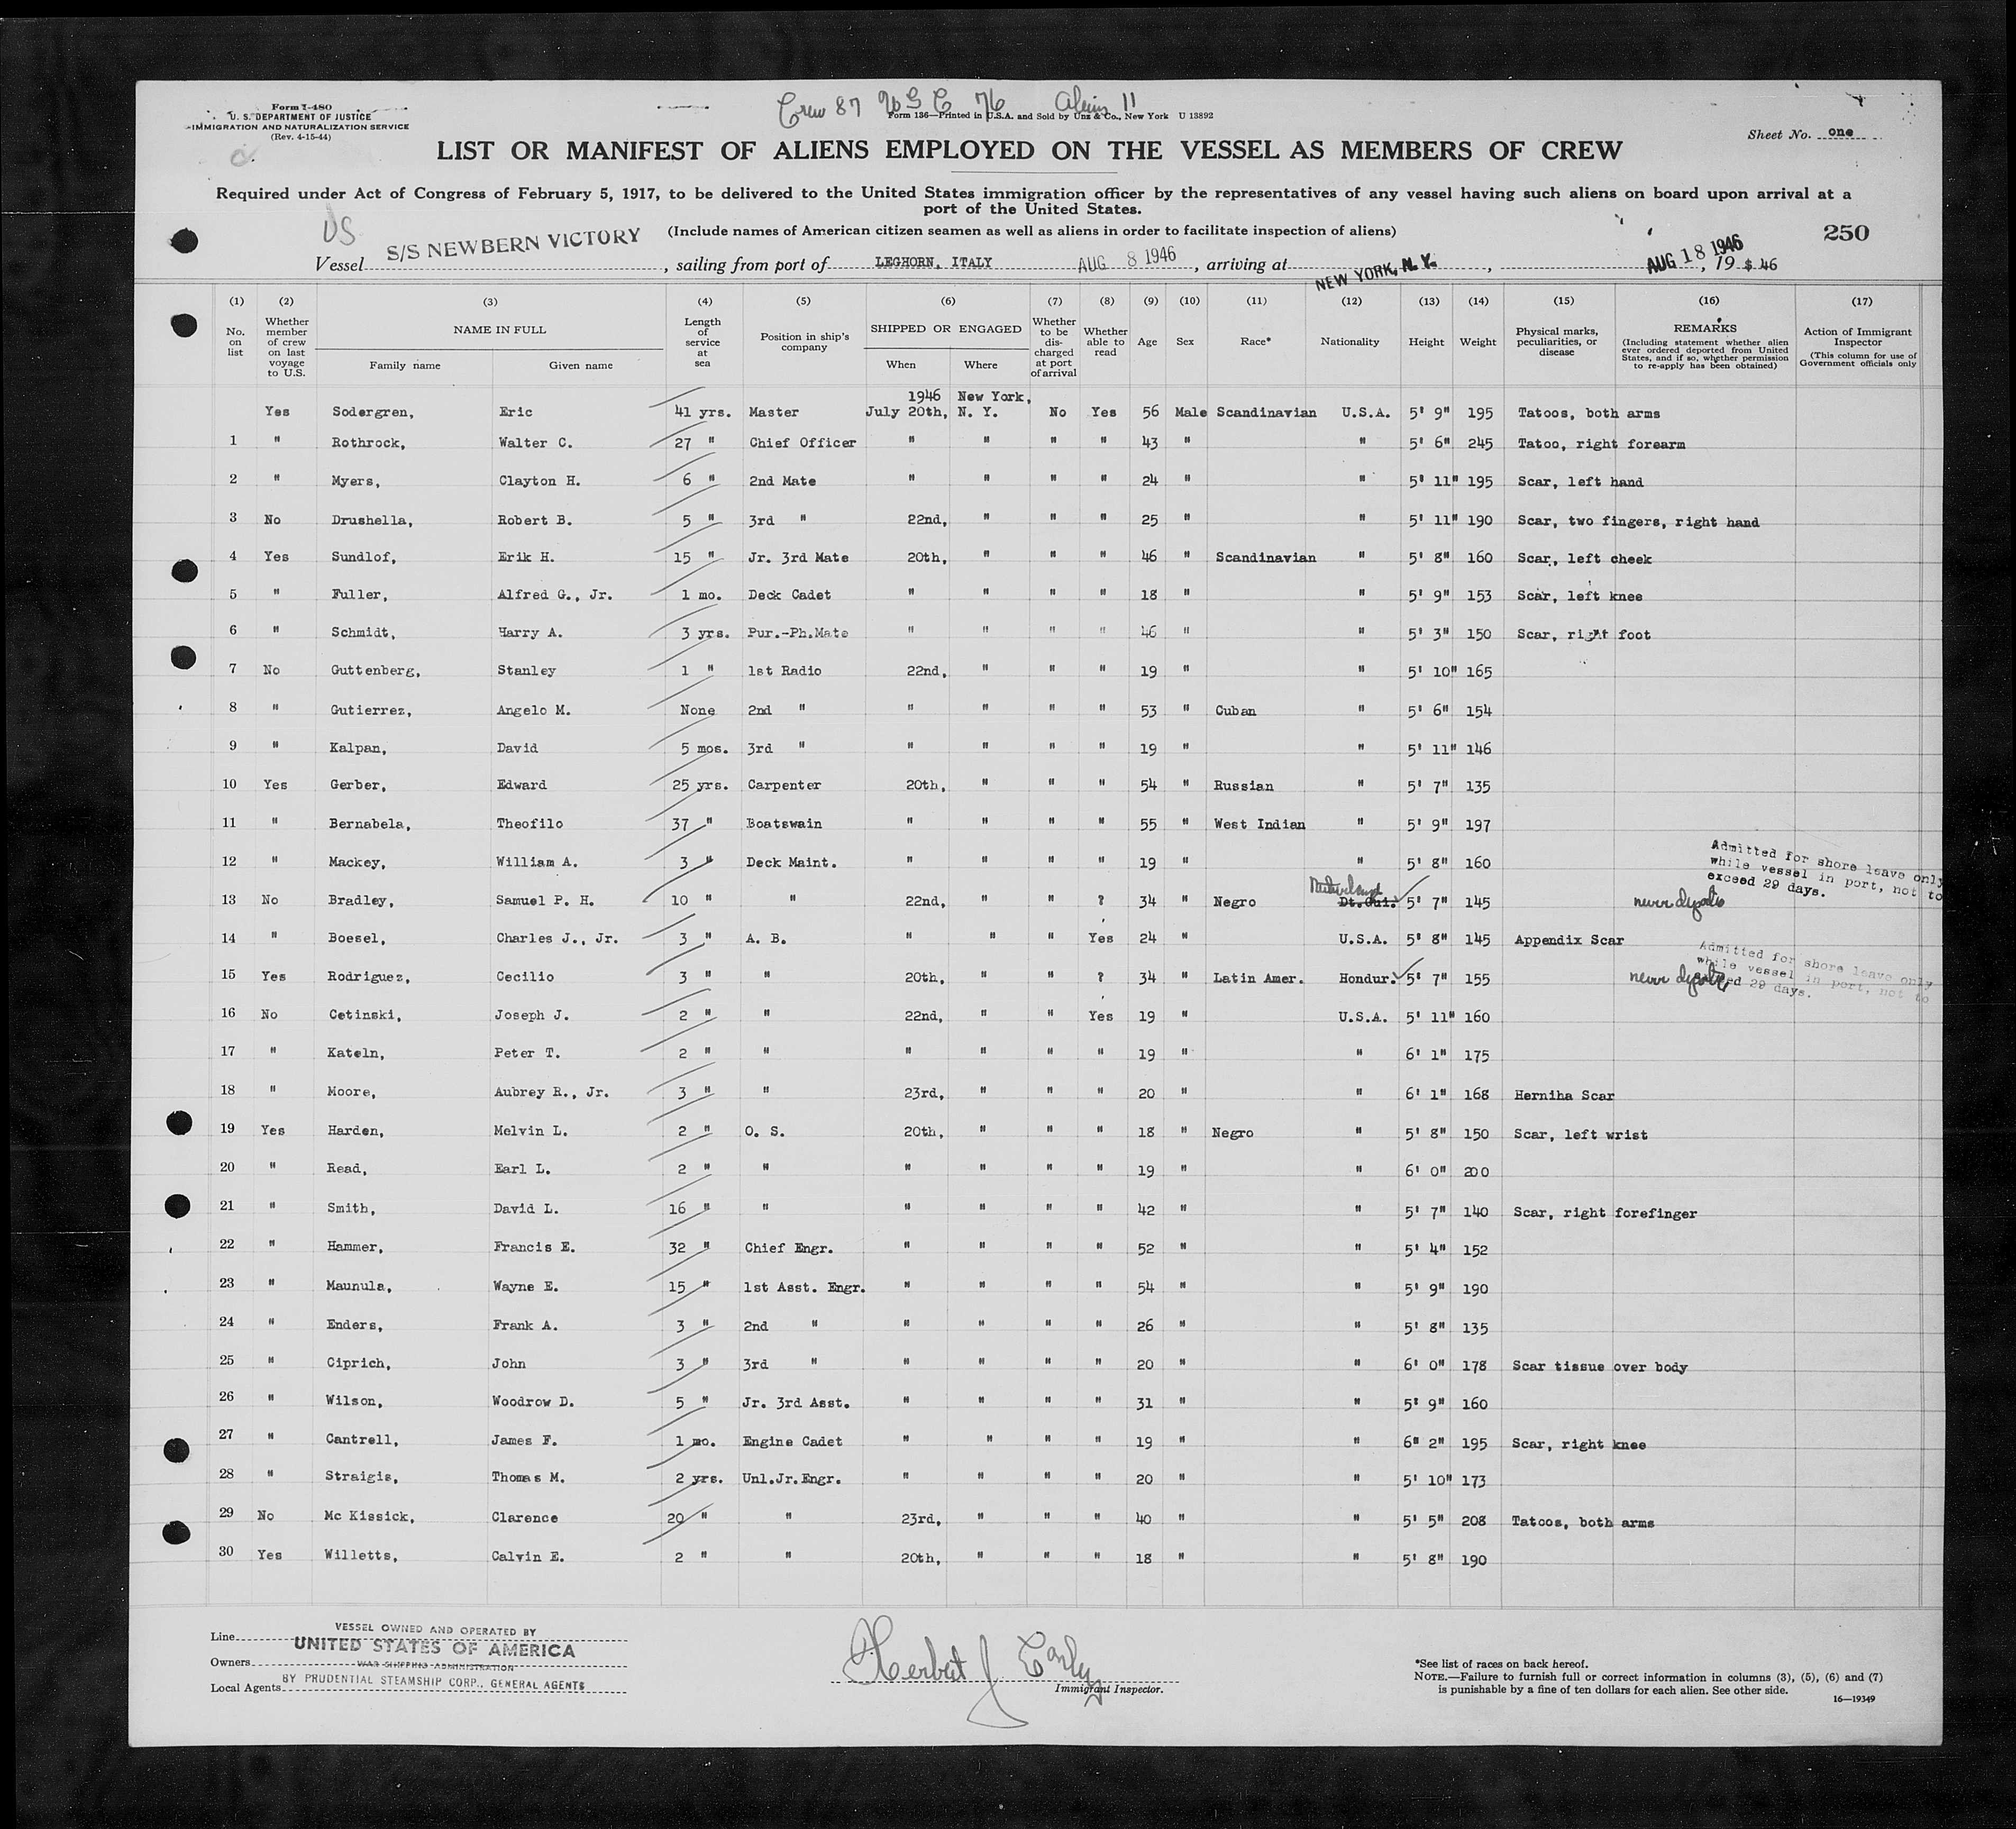 Form I-480
U. S. DEPARTMENT OF JUSTICE
IMMIGRATION AND NATURALIZATION SERVICE
(Rev. 4-15-44)
Crew 87 USC 76 Aliens 11
Form 136—Printed in U.S.A. and Sold by Unz & Co., New York U 13892
Sheet No. one
LIST OR MANIFEST OF ALIENS EMPLOYED ON THE VESSEL AS MEMBERS OF CREW
Required under Act of Congress of February 5, 1917, to be delivered to the United States immigration officer by the representatives of any vessel having such aliens on board upon arrival at a
port of the United States.
US
(Include names of American citizen seamen as well as aliens in order to facilitate inspection of aliens)
250
Vessel S/S NEWBERN VICTORY, sailing from port of LEGHORN, ITALY AUG 8 1946, arriving at NEW YORK, N. Y., AUG 18 1946, 19 $ 46
(1) (2) (3) (4) (5) (6) (7) (8) (9) (10) (11) (12) (13) (14) (15) (16) (17)
No. on list
Whether member of crew on last voyage to U.S.
NAME IN FULL
Family name Given name
Length of service at sea
Position in ship's company
SHIPPED OR ENGAGED
When Where
Whether to be discharged at port of arrival
Whether able to read
Age
Sex
Race*
Nationality
Height
Weight
Physical marks, peculiarities, or disease
REMARKS
(Including statement whether alien ever ordered deported from United States, and if so, whether permission to re-apply has been obtained)
Action of Immigrant Inspector
(This column for use of Government officials only
1946 New York,
Yes Sodergren, Eric 41 yrs. Master July 20th, N. Y. No Yes 56 Male Scandinavian U.S.A. 5' 9" 195 Tatoos, both arms
1 " Rothrock, Walter C. 27 " Chief Officer " " " " 43 " " 5' 6" 245 Tatoo, right forearm
2 " Myers, Clayton H. 6 " 2nd Mate " " " " 24 " " 5' 11" 195 Scar, left hand
3 No Drushella, Robert B. 5 " 3rd " 22nd, " " " 25 " " 5' 11" 190 Scar, two fingers, right hand
4 Yes Sundlof, Erik H. 15 " Jr. 3rd Mate 20th, " " " 46 " Scandinavian " 5' 8" 160 Scar, left cheek
5 " Fuller, Alfred G., Jr. 1 mo. Deck Cadet " " " " 18 " " 5' 9" 153 Scar, left knee
6 " Schmidt, Harry A. 3 yrs. Pur.-Ph.Mate " " " " 46 " " 5' 3" 150 Scar, right foot
7 No Guttenberg, Stanley 1 " 1st Radio 22nd, " " " 19 " " 5' 10" 165
8 " Gutierrez, Angelo M. None 2nd " " " " " 53 " Cuban " 5' 6" 154
9 " Kalpan, David 5 mos. 3rd " " " " " 19 " " 5' 11" 146
10 Yes Gerber, Edward 25 yrs. Carpenter 20th, " " " 54 " Russian " 5' 7" 135
11 " Bernabela, Theofilo 37 " Boatswain " " " " 55 " West Indian " 5' 9" 197
12 " Mackey, William A. 3 " Deck Maint. " " " " 19 " " 5' 8" 160
Admitted for shore leave only
while vessel in port, not to
exceed 29 days.
13 No Bradley, Samuel P. H. 10 " " 22nd, " " ? 34 " Negro Dt. Gui. 5' 7" 145
14 " Boesel, Charles J., Jr. 3 " A. B. " " " Yes 24 " U.S.A. 5' 8" 145 Appendix Scar
Admitted for shore leave only
while vessel in port, not to
exceed 29 days.
15 Yes Rodriguez, Cecilio 3 " " 20th, " " ? 34 " Latin Amer. Hondur. 5' 7" 155
16 No Cetinski, Joseph J. 2 " " 22nd, " " Yes 19 " U.S.A. 5' 11" 160
17 " Kateln, Peter T. 2 " " " " " " 19 " " 6' 1" 175
18 " Moore, Aubrey R., Jr. 3 " " 23rd, " " " 20 " " 6' 1" 168 Herniha Scar
19 Yes Harden, Melvin L. 2 " O. S. 20th, " " " 18 " Negro " 5' 8" 150 Scar, left wrist
20 " Read, Earl L. 2 " " " " " " 19 " " 6' 0" 200
21 " Smith, David L. 16 " " " " " " 42 " " 5' 7" 140 Scar, right forefinger
22 " Hammer, Francis E. 32 " Chief Engr. " " " " 52 " " 5' 4" 152
23 " Maunula, Wayne E. 15 " 1st Asst. Engr. " " " " 54 " " 5' 9" 190
24 " Enders, Frank A. 3 " 2nd " " " " " 26 " " 5' 8" 135
25 " Ciprich, John 3 " 3rd " " " " " 20 " " 6' 0" 178 Scar tissue over body
26 " Wilson, Woodrow D. 5 " Jr. 3rd Asst. " " " " 31 " " 5' 9" 160
27 " Cantrell, James F. 1 mo. Engine Cadet " " " " 19 " " 6" 2" 195 Scar, right knee
28 " Straigis, Thomas M. 2 yrs. Unl.Jr.Engr. " " " " 20 " " 5' 10" 173
29 No Mc Kissick, Clarence 20 " " 23rd, " " " 40 " " 5' 5" 208 Tatoos, both arms
30 Yes Willetts, Calvin E. 2 " " 20th, " " " 18 " " 5' 8" 190
Line VESSEL OWNED AND OPERATED BY
UNITED STATES OF AMERICA
Owners WAR SHIPPING ADMINISTRATION
Local Agents BY PRUDENTIAL STEAMSHIP CORP., GENERAL AGENTS
Herbert J Early
Immigrant Inspector.
*See list of races on back hereof.
NOTE.—Failure to furnish full or correct information in columns (3), (5), (6) and (7)
is punishable by a fine of ten dollars for each alien. See other side.
16—19349